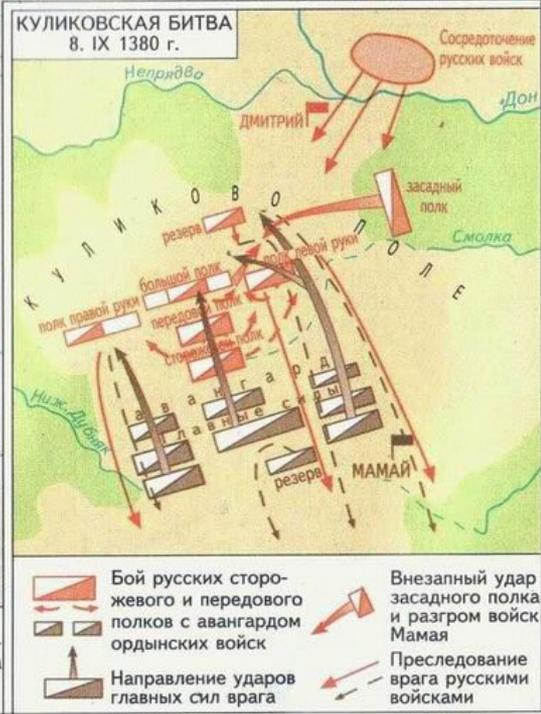 КУЛИКОВСКАЯ БИТВА
8. IX 1380 г.
Сосредоточение
русских войск
Непрядва
Дон
ДМИТРИЙ
засадный
полк
КУЛИКОВО ПОЛЕ
резерв
Смолка
полк левой руки
большой полк
полк правой руки
передовой полк
сторожевой полк
авангард
главные силы
Ниж. Дубняк
резерв
МАМАЙ
Бой русских сторо-
жевого и передового
полков с авангардом
ордынских войск
Направление ударов
главных сил врага
Внезапный удар
засадного полка
и разгром войск
Мамая
Преследование
врага русскими
войсками